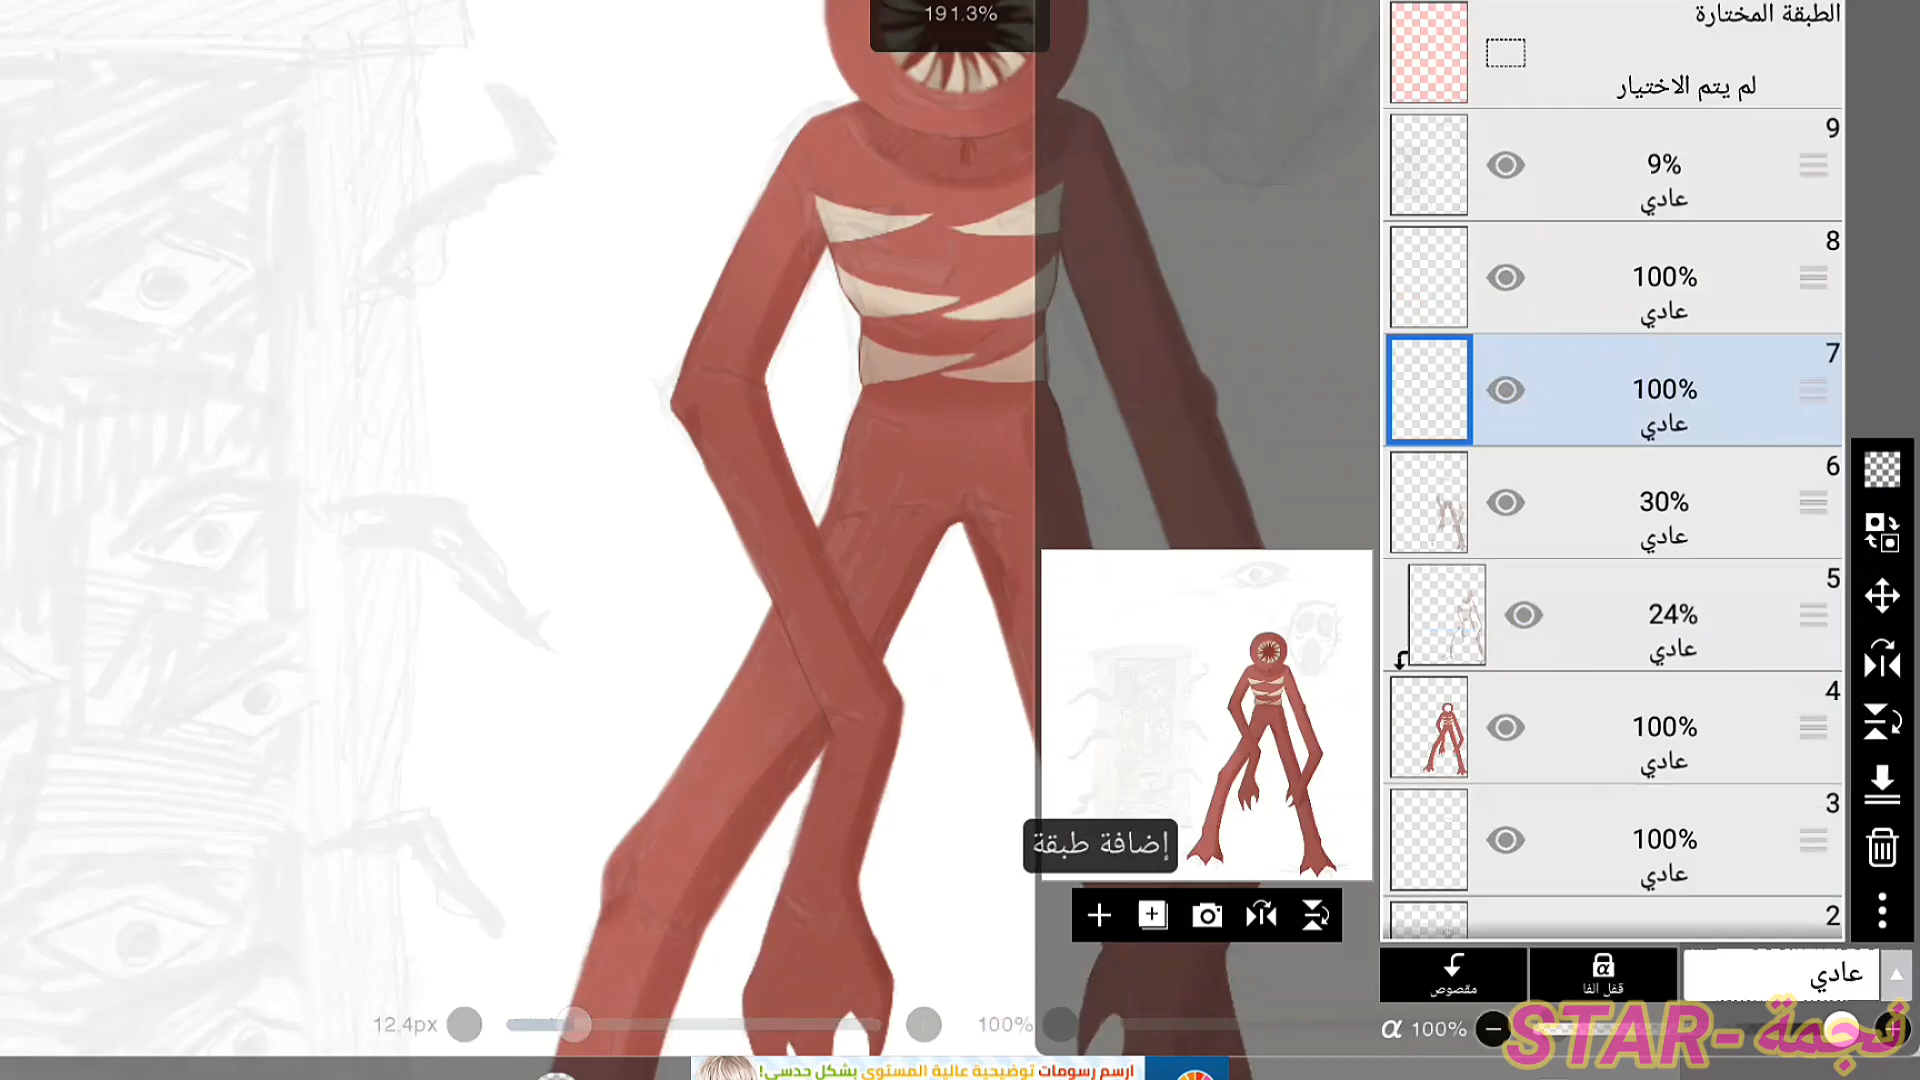 191.3%
الطبقة المختارة
لم يتم الاختيار
9
9%
عادي
8
100%
عادي
7
100%
عادي
6
30%
عادي
5
24%
عادي
4
100%
عادي
3
100%
عادي
2
إضافة طبقة
مقصوص
α
قفل الفا
عادي
12.4px
100%
α 100%
STAR-نجمة
ارسم رسومات توضيحية عالية المستوى بشكل حدسي!